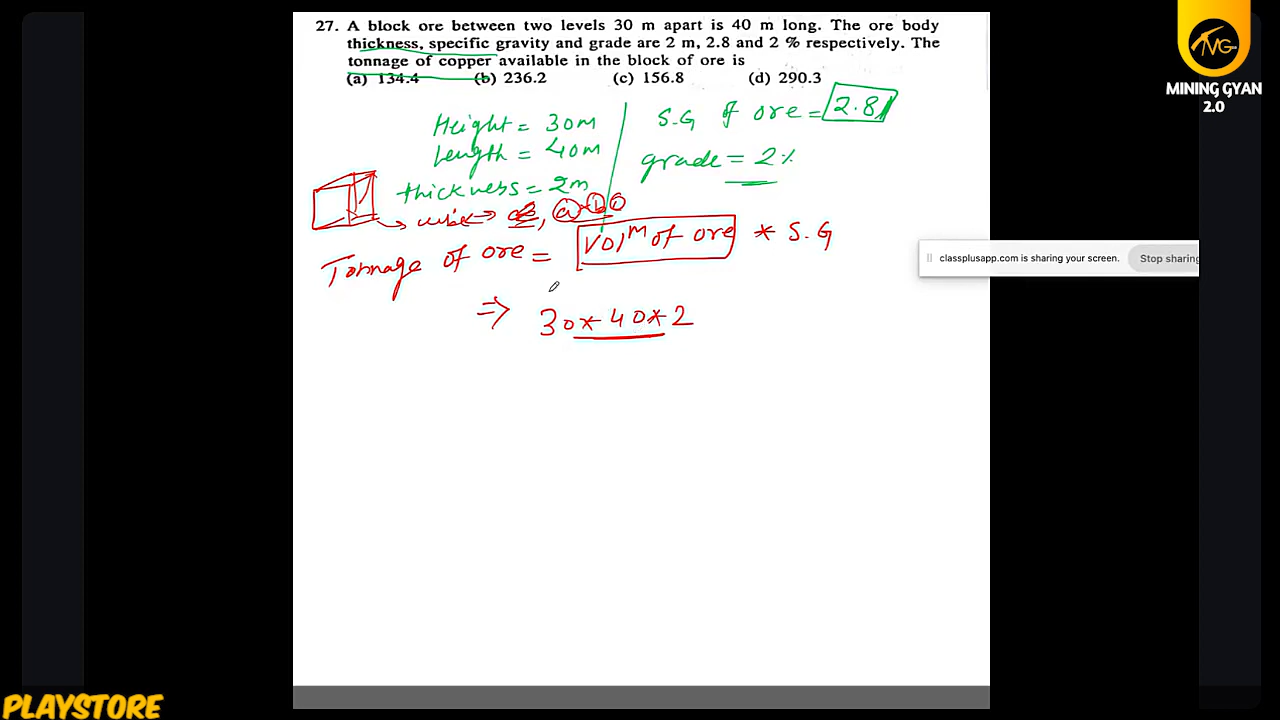 27. A block ore between two levels 30 m apart is 40 m long. The ore body
thickness, specific gravity and grade are 2 m, 2.8 and 2 % respectively. The
tonnage of copper available in the block of ore is
(a) 134.4 (b) 236.2 (c) 156.8 (d) 290.3
Height = 30m
Length = 40m
thickness = 2m
S.G of ore = 2.8
grade = 2%
a b c
Tonnage of ore = Vol^m of ore * S.G
⇒ 30*40*2
TMG
MINING GYAN
2.0
classplusapp.com is sharing your screen.
Stop sharing
PLAYSTORE